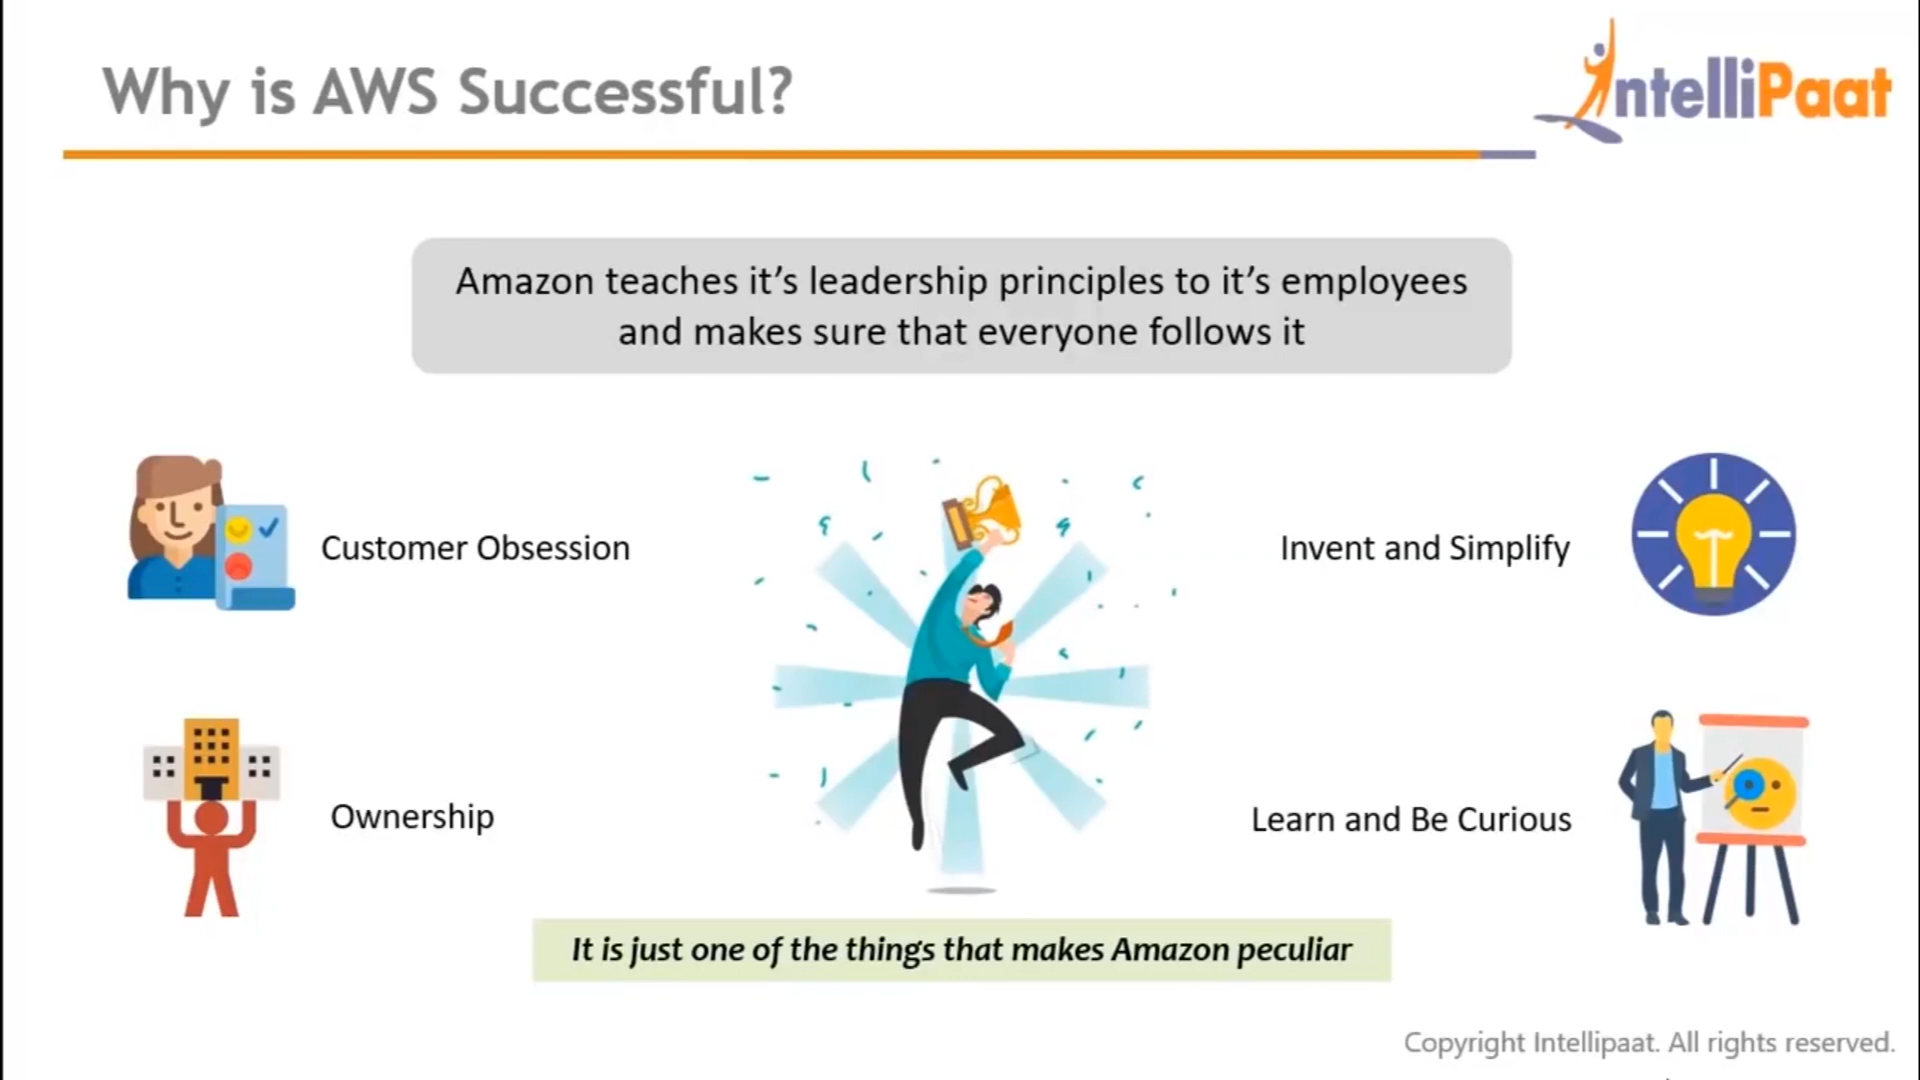 Why is AWS Successful?
IntelliPaat
Amazon teaches it’s leadership principles to it’s employees
and makes sure that everyone follows it
Customer Obsession
Invent and Simplify
Ownership
Learn and Be Curious
It is just one of the things that makes Amazon peculiar
Copyright Intellipaat. All rights reserved.